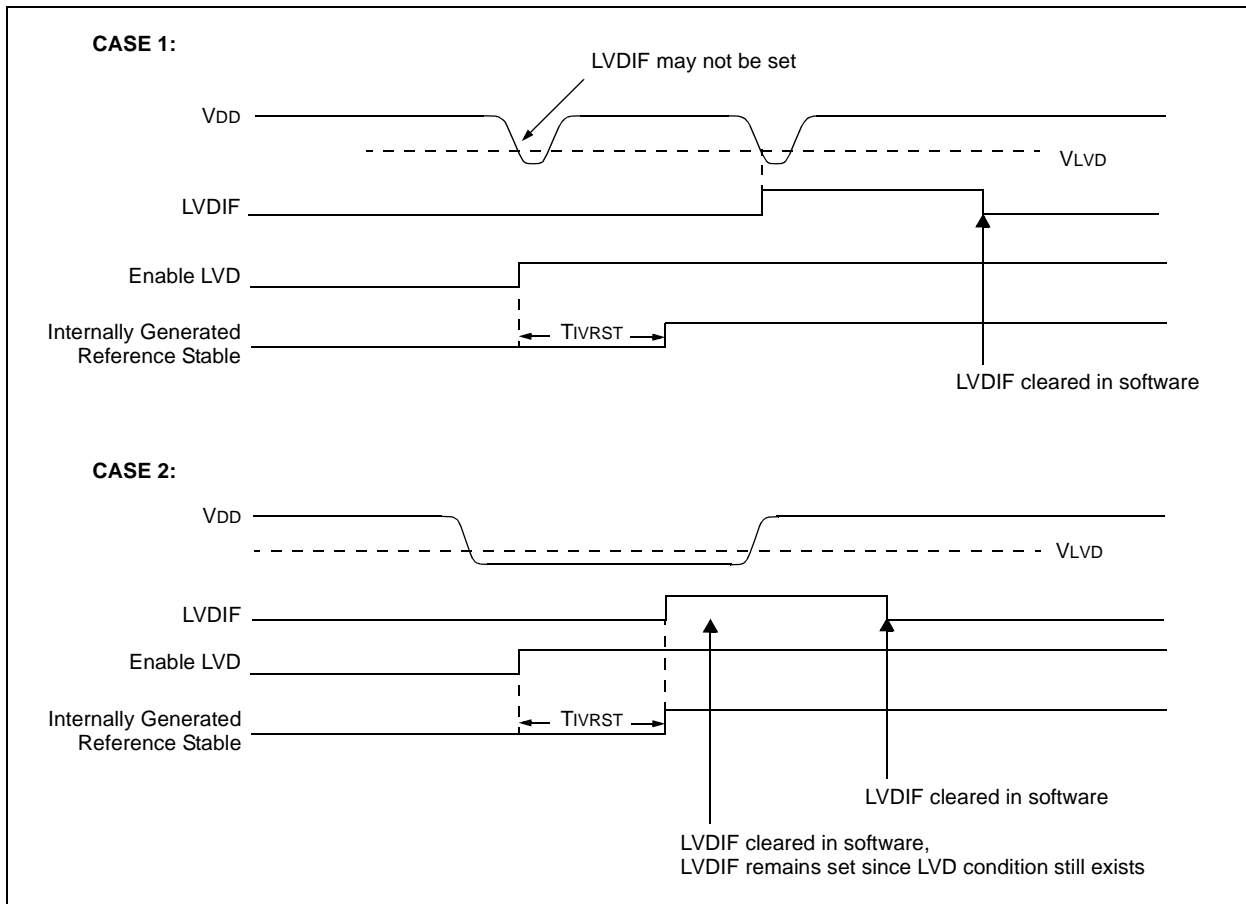 CASE 1:
LVDIF may not be set
VDD
VLVD
LVDIF
Enable LVD
Internally Generated
Reference Stable
TIVRST
LVDIF cleared in software
CASE 2:
VDD
VLVD
LVDIF
Enable LVD
Internally Generated
Reference Stable
TIVRST
LVDIF cleared in software
LVDIF cleared in software,
LVDIF remains set since LVD condition still exists